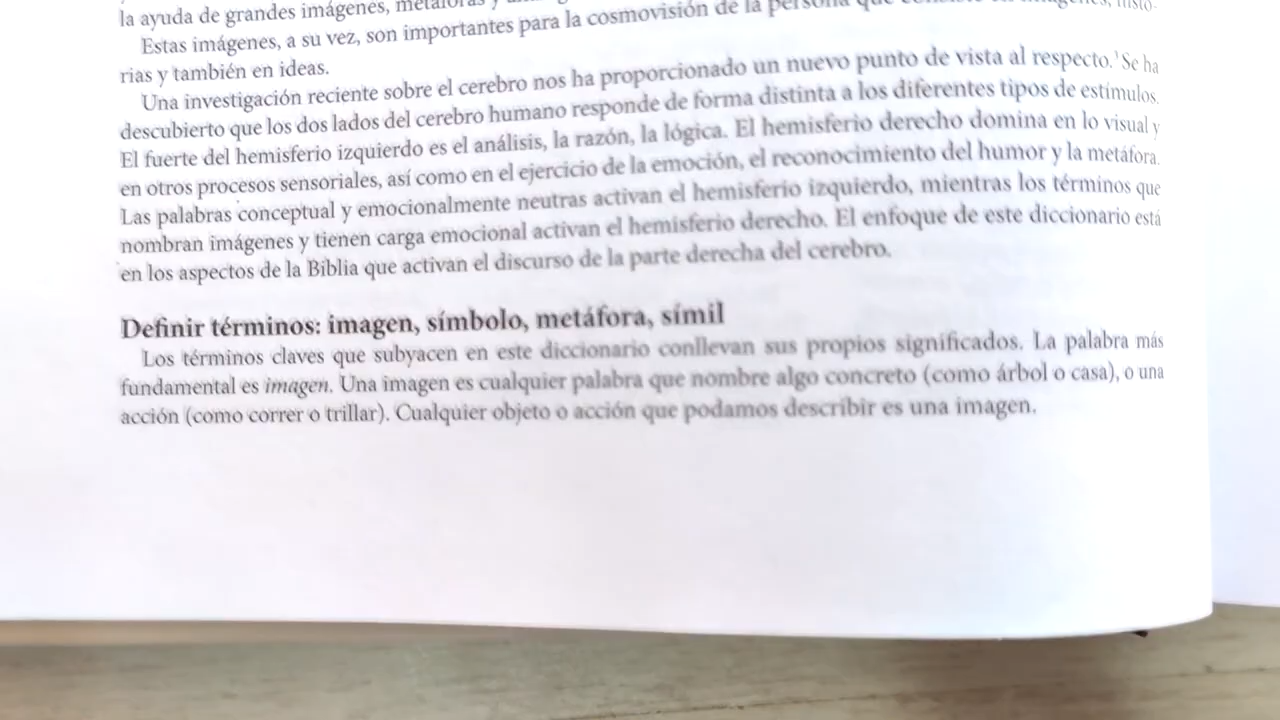 la ayuda de grandes imágenes, metáforas y
Estas imágenes, a su vez, son importantes para la cosmovisión de la persona que
rias y también en ideas.
Una investigación reciente sobre el cerebro nos ha proporcionado un nuevo punto de vista al respecto. Se ha
descubierto que los dos lados del cerebro humano responde de forma distinta a los diferentes tipos de estímulos.
El fuerte del hemisferio izquierdo es el análisis, la razón, la lógica. El hemisferio derecho domina en lo visual y
en otros procesos sensoriales, así como en el ejercicio de la emoción, el reconocimiento del humor y la metáfora.
Las palabras conceptual y emocionalmente neutras activan el hemisferio izquierdo, mientras los términos que
nombran imágenes y tienen carga emocional activan el hemisferio derecho. El enfoque de este diccionario está
en los aspectos de la Biblia que activan el discurso de la parte derecha del cerebro.
Definir términos: imagen, símbolo, metáfora, símil
Los términos claves que subyacen en este diccionario conllevan sus propios significados. La palabra más
fundamental es imagen. Una imagen es cualquier palabra que nombre algo concreto (como árbol o casa), o una
acción (como correr o trillar). Cualquier objeto o acción que podamos describir es una imagen.